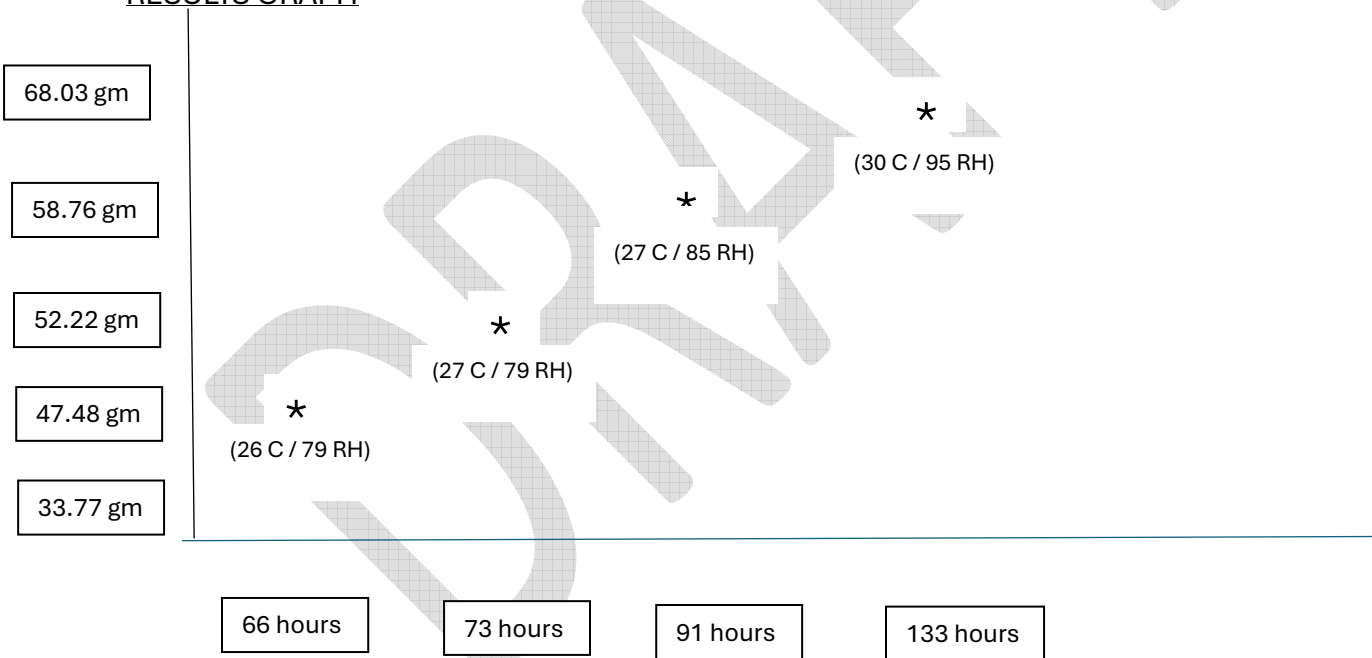 RESULTS GRAPH
68.03 gm
*
(30 C / 95 RH)
58.76 gm
*
(27 C / 85 RH)
52.22 gm
*
(27 C / 79 RH)
47.48 gm
*
(26 C / 79 RH)
33.77 gm
66 hours
73 hours
91 hours
133 hours
DRAFT